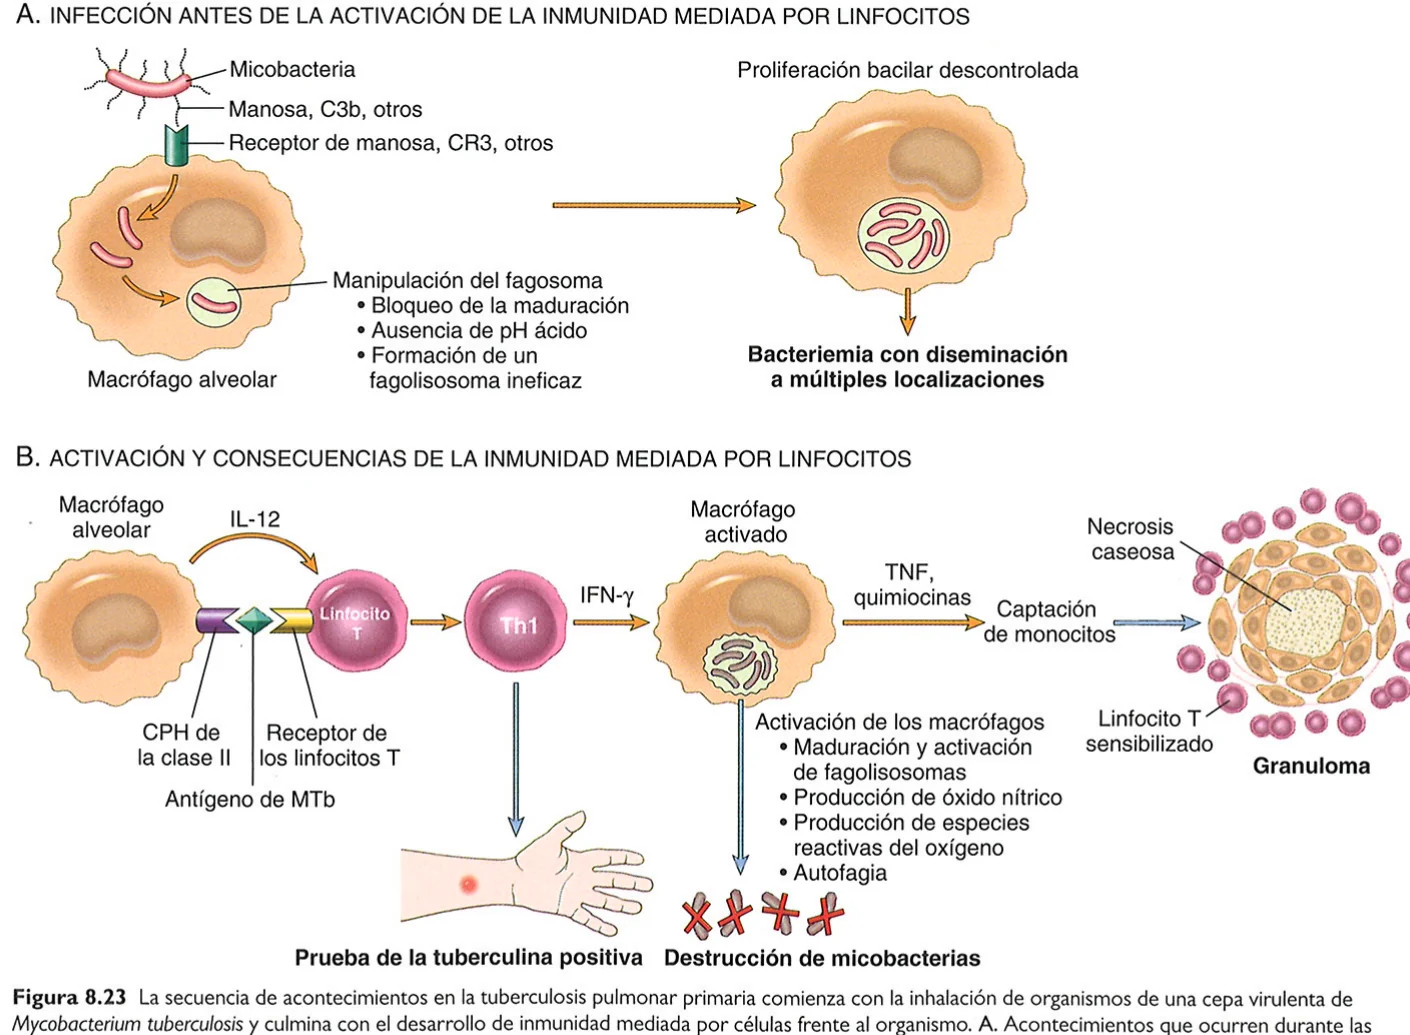 A. INFECCIÓN ANTES DE LA ACTIVACIÓN DE LA INMUNIDAD MEDIADA POR LINFOCITOS
Micobacteria
Manosa, C3b, otros
Receptor de manosa, CR3, otros
Manipulación del fagosoma
• Bloqueo de la maduración
• Ausencia de pH ácido
• Formación de un
fagolisosoma ineficaz
Macrófago alveolar
Proliferación bacilar descontrolada
Bacteriemia con diseminación
a múltiples localizaciones
B. ACTIVACIÓN Y CONSECUENCIAS DE LA INMUNIDAD MEDIADA POR LINFOCITOS
Macrófago
alveolar
IL-12
Linfocito
T
CPH de
la clase II
Receptor de
los linfocitos T
Antígeno de MTb
Th1
IFN-γ
Macrófago
activado
TNF,
quimiocinas
Captación
de monocitos
Necrosis
caseosa
Linfocito T
sensibilizado
Granuloma
Activación de los macrófagos
• Maduración y activación
de fagolisosomas
• Producción de óxido nítrico
• Producción de especies
reactivas del oxígeno
• Autofagia
Prueba de la tuberculina positiva
Destrucción de micobacterias
Figura 8.23 La secuencia de acontecimientos en la tuberculosis pulmonar primaria comienza con la inhalación de organismos de una cepa virulenta de
Mycobacterium tuberculosis y culmina con el desarrollo de inmunidad mediada por células frente al organismo. A. Acontecimientos que ocurren durante las